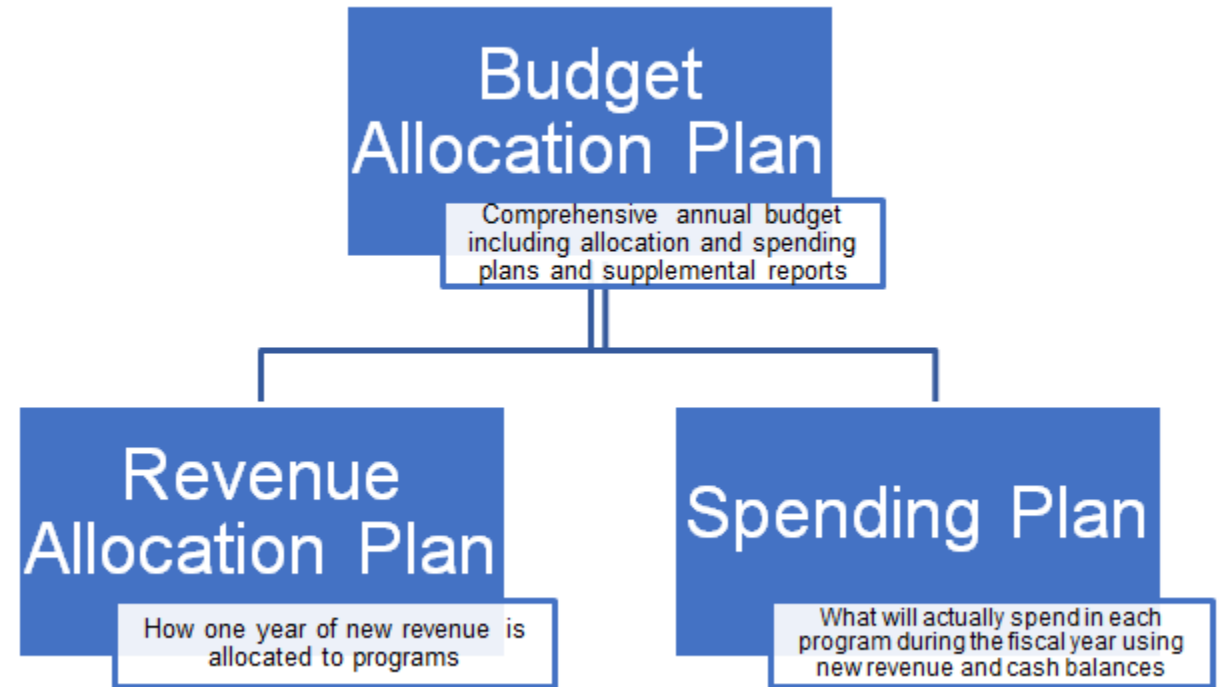 Budget
Allocation Plan
Comprehensive annual budget
including allocation and spending
plans and supplemental reports
Revenue
Allocation Plan
How one year of new revenue is
allocated to programs
Spending Plan
What will actually spend in each
program during the fiscal year using
new revenue and cash balances